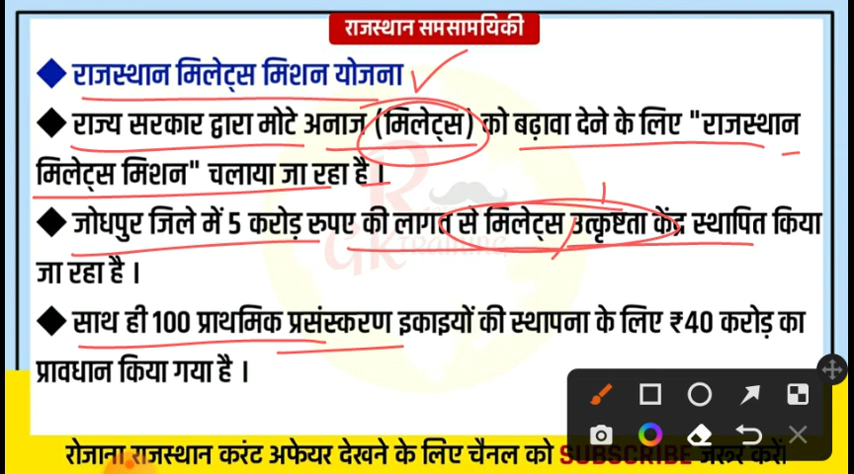 राजस्थान समसामयिकी
राजस्थान मिलेट्स मिशन योजना
राज्य सरकार द्वारा मोटे अनाज (मिलेट्स) को बढ़ावा देने के लिए "राजस्थान
मिलेट्स मिशन" चलाया जा रहा है ।
जोधपुर जिले में 5 करोड़ रुपए की लागत से मिलेट्स उत्कृष्टता केंद्र स्थापित किया
जा रहा है ।
साथ ही 100 प्राथमिक प्रसंस्करण इकाइयों की स्थापना के लिए ₹40 करोड़ का
प्रावधान किया गया है ।
रोजाना राजस्थान करंट अफेयर देखने के लिए चैनल को SUBSCRIBE जरूर करें